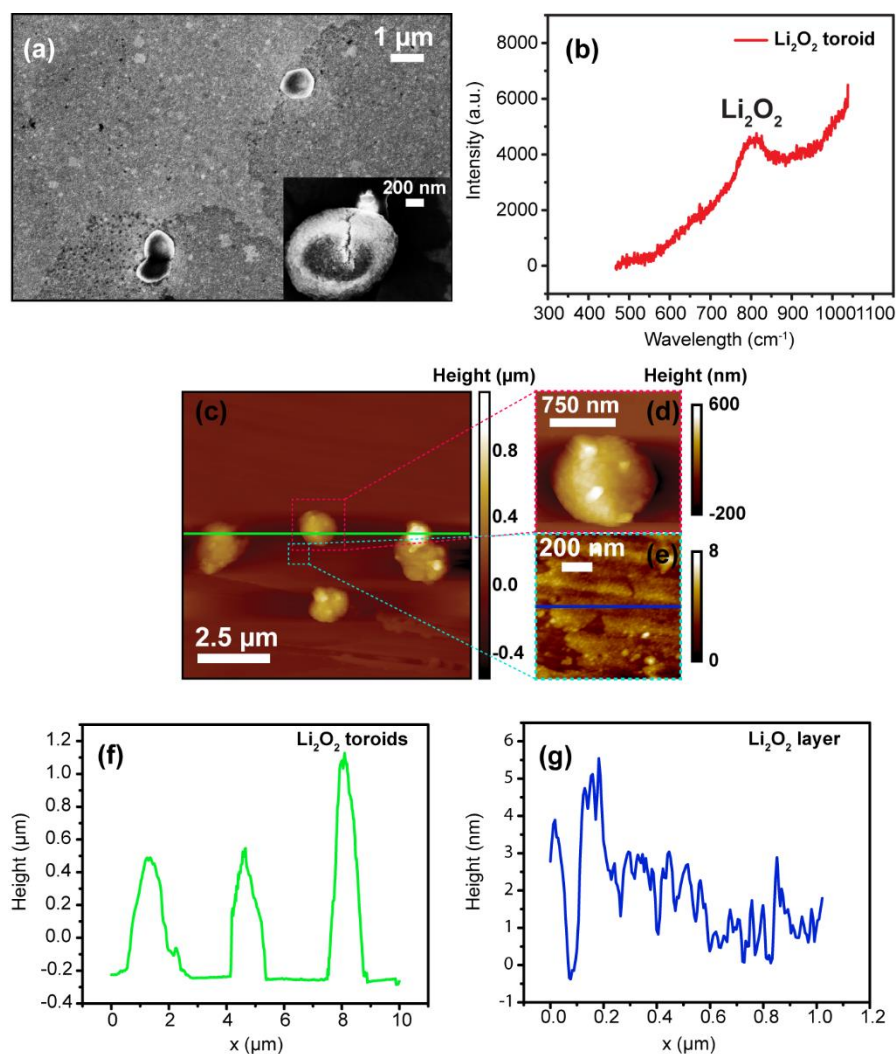 (a)
1 µm
200 nm
(b)
Li₂O₂ toroid
Li₂O₂
Intensity (a.u.)
8000
6000
4000
2000
0
300 400 500 600 700 800 900 1000 1100
Wavelength (cm⁻¹)
Height (µm)
(c)
0.8
0.4
0.0
-0.4
2.5 µm
Height (nm)
(d)
750 nm
600
-200
(e)
200 nm
8
0
(f)
Li₂O₂ toroids
Height (µm)
1.2
1.0
0.8
0.6
0.4
0.2
0.0
-0.2
-0.4
0 2 4 6 8 10
x (µm)
(g)
Li₂O₂ layer
Height (nm)
6
5
4
3
2
1
0
-1
0.0 0.2 0.4 0.6 0.8 1.0 1.2
x (µm)